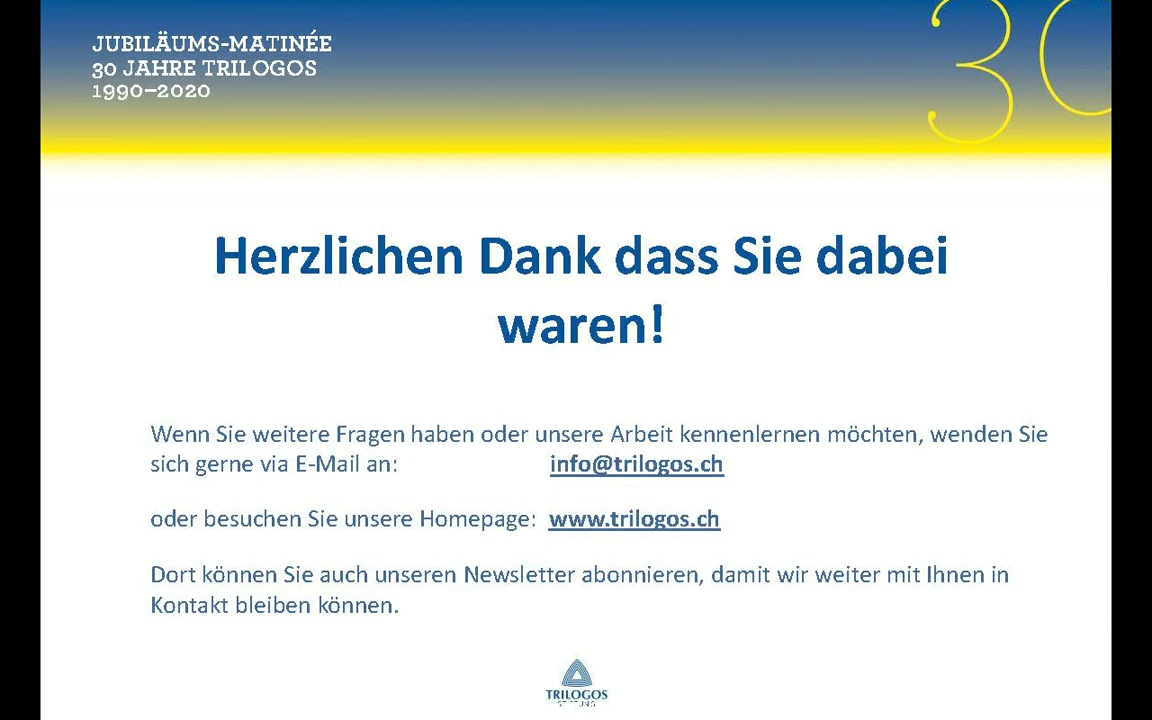 JUBILÄUMS-MATINÉE
30 JAHRE TRILOGOS
1990–2020
30
Herzlichen Dank dass Sie dabei
waren!
Wenn Sie weitere Fragen haben oder unsere Arbeit kennenlernen möchten, wenden Sie
sich gerne via E-Mail an: info@trilogos.ch
oder besuchen Sie unsere Homepage: www.trilogos.ch
Dort können Sie auch unseren Newsletter abonnieren, damit wir weiter mit Ihnen in
Kontakt bleiben können.
TRILOGOS
STIFTUNG